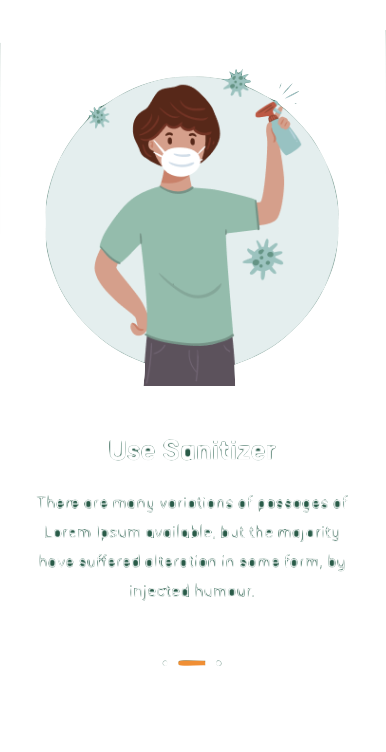 Use Sanitizer
There are many variations of passages of
Lorem Ipsum available, but the majority
have suffered alteration in some form, by
injected humour.